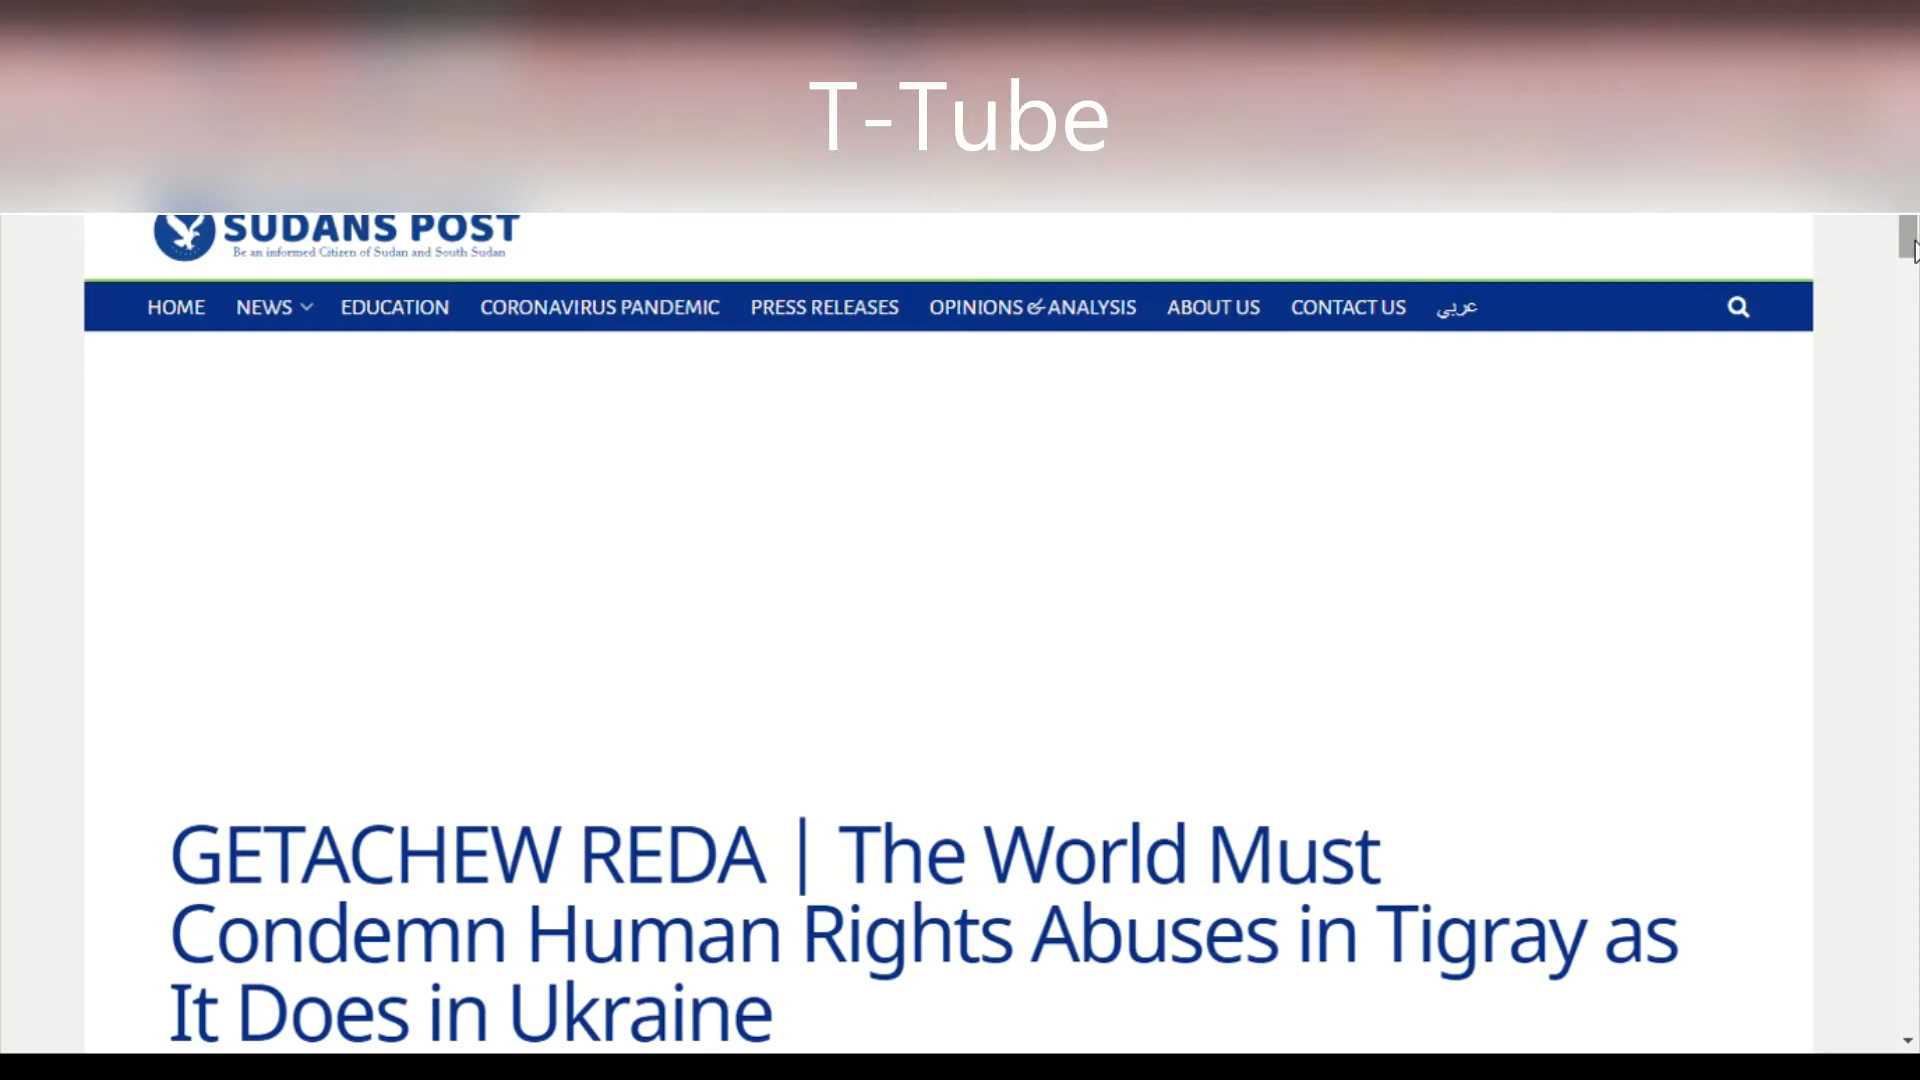 T-Tube
SUDANS POST
Be an informed Citizen of Sudan and South Sudan
HOME NEWS EDUCATION CORONAVIRUS PANDEMIC PRESS RELEASES OPINIONS & ANALYSIS ABOUT US CONTACT US عربي
GETACHEW REDA | The World Must
Condemn Human Rights Abuses in Tigray as
It Does in Ukraine